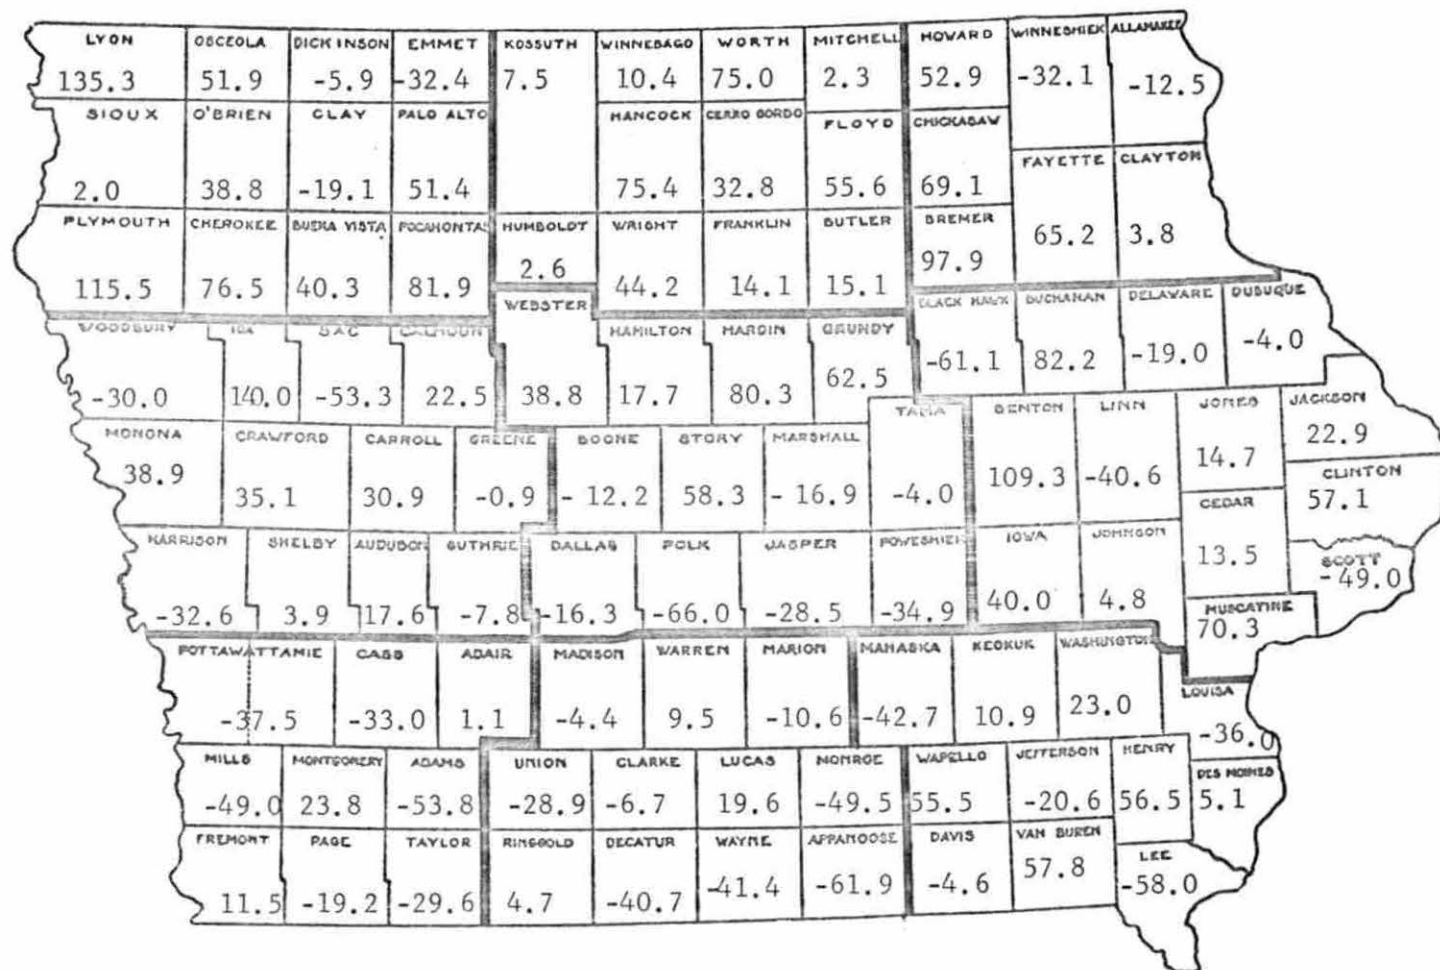 LYON OSCEOLA DICKINSON EMMET KOSSUTH WINNEBAGO WORTH MITCHELL HOWARD WINNESHIEK ALLAMAKEE
135.3 51.9 -5.9 -32.4 7.5 10.4 75.0 2.3 52.9 -32.1 -12.5
SIOUX O'BRIEN CLAY PALO ALTO HANCOCK CERRO GORDO FLOYD CHICKASAW
2.0 38.8 -19.1 51.4 75.4 32.8 55.6 69.1
FAYETTE CLAYTON
65.2 3.8
PLYMOUTH CHEROKEE BUENA VISTA POCAHONTAS HUMBOLDT WRIGHT FRANKLIN BUTLER BREMER
115.5 76.5 40.3 81.9 2.6 44.2 14.1 15.1 97.9
WOODBURY IDA SAC CALHOUN WEBSTER HAMILTON HARDIN GRUNDY BLACK HAWK BUCHANAN DELAWARE DUBUQUE
-30.0 140.0 -53.3 22.5 38.8 17.7 80.3 62.5 -61.1 82.2 -19.0 -4.0
MONONA CRAWFORD CARROLL GREENE BOONE STORY MARSHALL TAMA BENTON LINN JONES JACKSON
38.9 35.1 30.9 -0.9 - 12.2 58.3 - 16.9 -4.0 109.3 -40.6 14.7 22.9
CLINTON
57.1
CEDAR
13.5
HARRISON SHELBY AUDUBON GUTHRIE DALLAS POLK JASPER POWESHIEK IOWA JOHNSON SCOTT
-32.6 3.9 17.6 -7.8 -16.3 -66.0 -28.5 -34.9 40.0 4.8 -49.0
MUSCATINE
70.3
POTTAWATTAMIE CASS ADAIR MADISON WARREN MARION MAHASKA KEOKUK WASHINGTON LOUISA
-37.5 -33.0 1.1 -4.4 9.5 -10.6 -42.7 10.9 23.0 -36.0
MILLS MONTGOMERY ADAMS UNION CLARKE LUCAS MONROE WAPELLO JEFFERSON HENRY DES MOINES
-49.0 23.8 -53.8 -28.9 -6.7 19.6 -49.5 55.5 -20.6 56.5 5.1
FREMONT PAGE TAYLOR RINGGOLD DECATUR WAYNE APPANOOSE DAVIS VAN BUREN LEE
11.5 -19.2 -29.6 4.7 -40.7 -41.4 -61.9 -4.6 57.8 -58.0